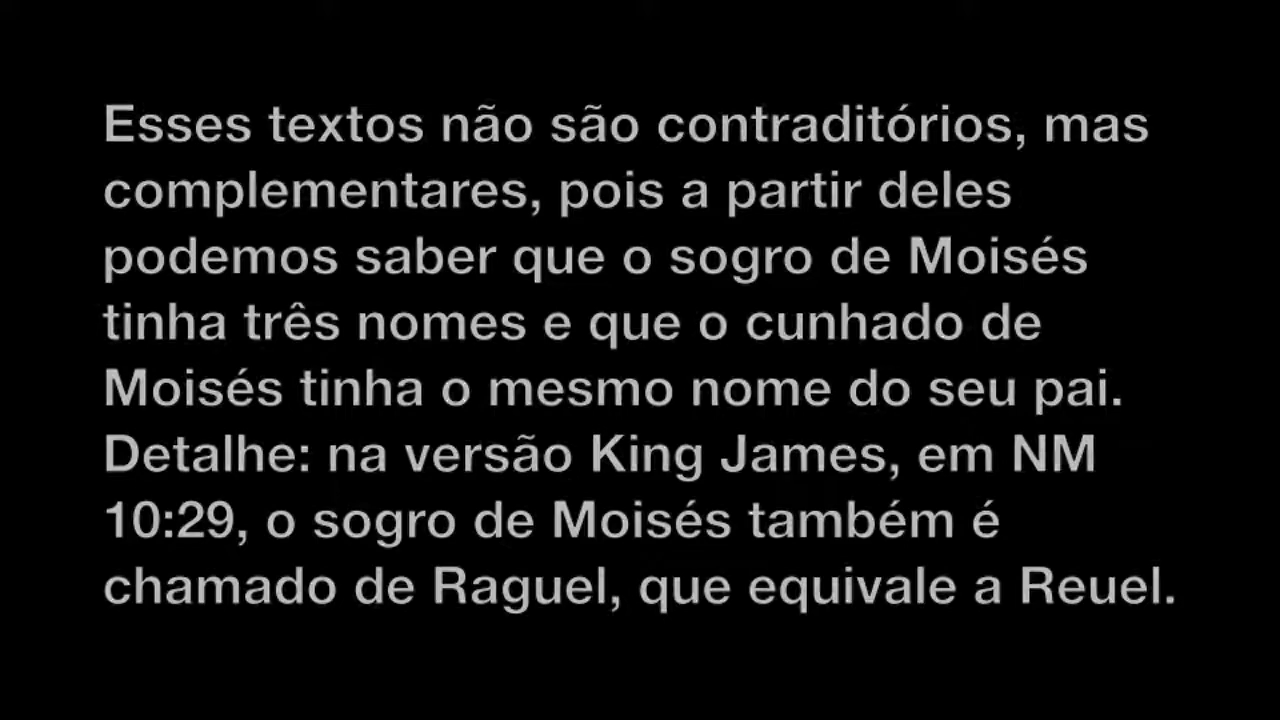 Esses textos não são contraditórios, mas
complementares, pois a partir deles
podemos saber que o sogro de Moisés
tinha três nomes e que o cunhado de
Moisés tinha o mesmo nome do seu pai.
Detalhe: na versão King James, em NM
10:29, o sogro de Moisés também é
chamado de Raguel, que equivale a Reuel.